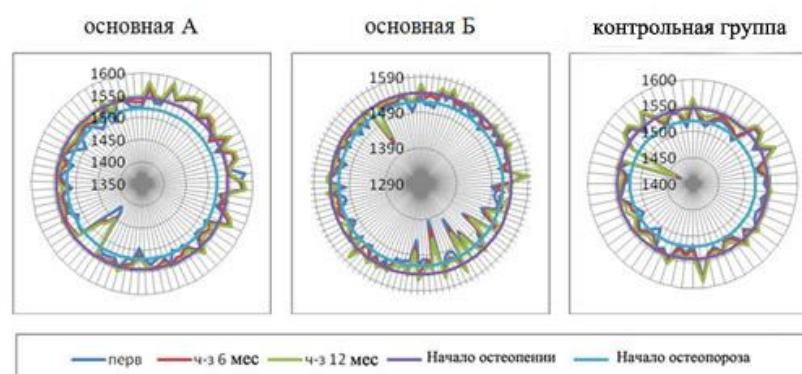 основная А
основная Б
контрольная группа
1600
1550
1500
1450
1400
1350
1590
1490
1390
1290
1600
1550
1500
1450
1400
перв
ч-з 6 мес
ч-з 12 мес
Начало остеопении
Начало остеопороза